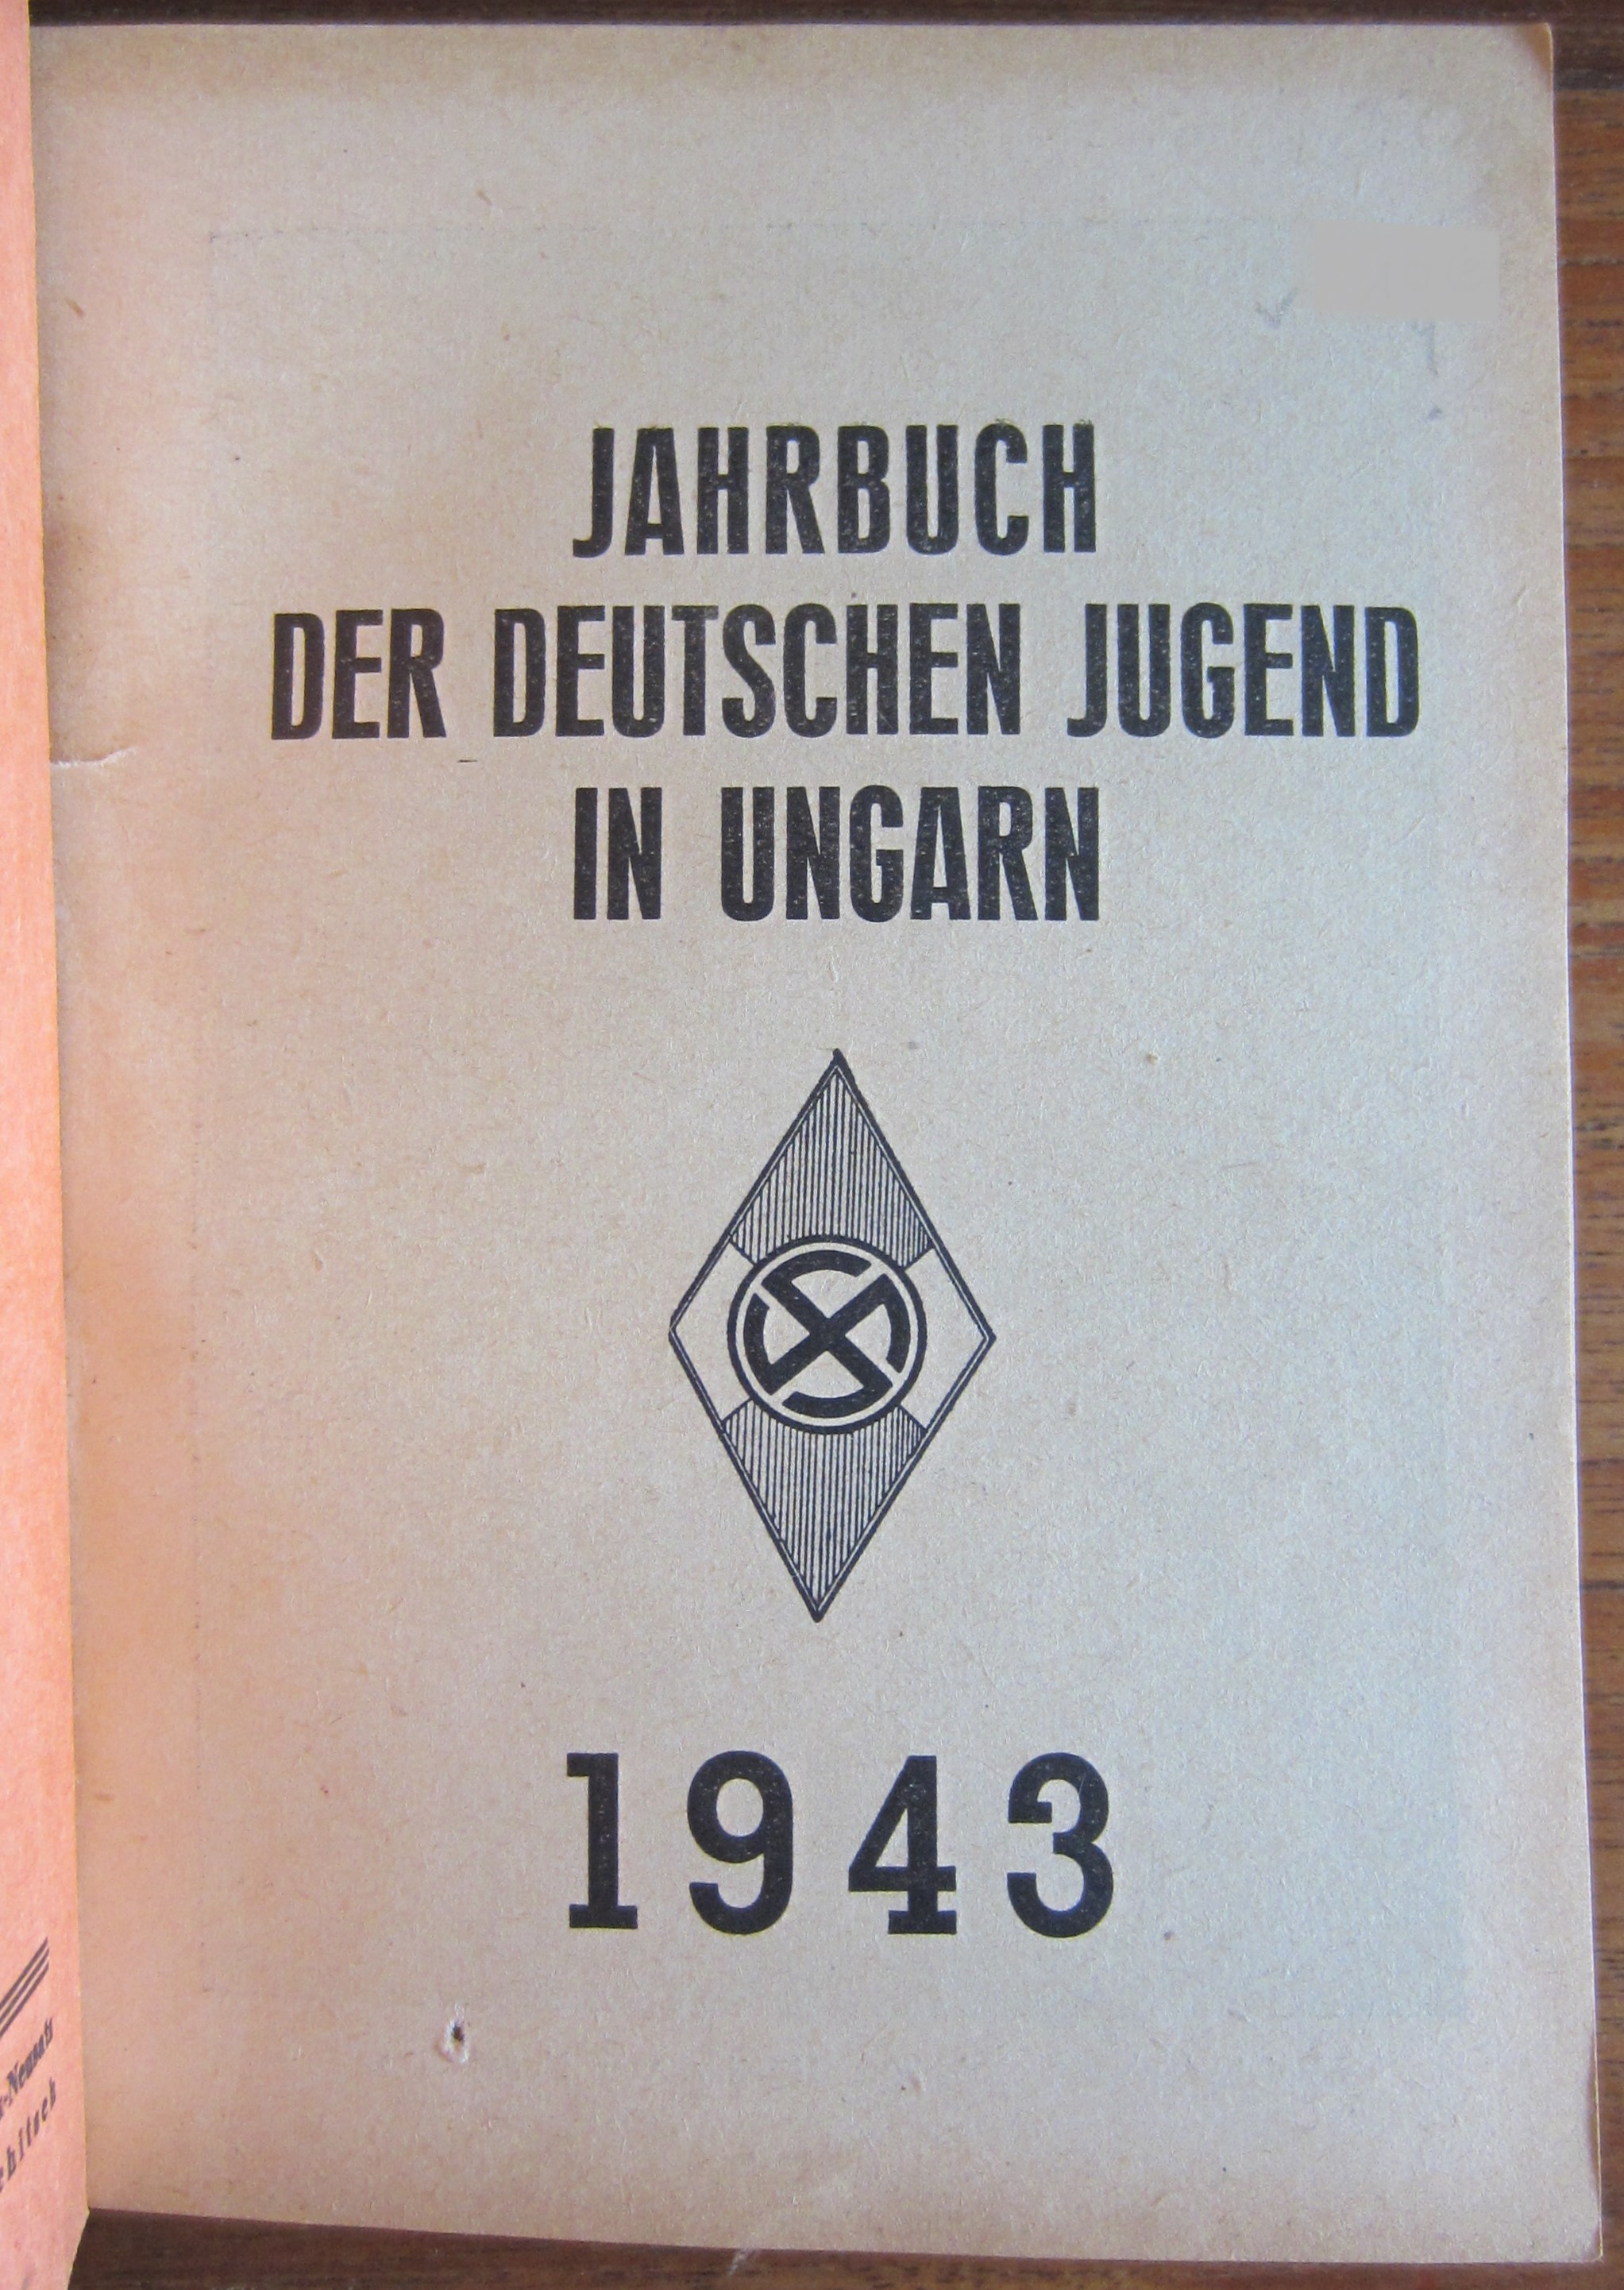 JAHRBUCH
DER DEUTSCHEN JUGEND
IN UNGARN
1943